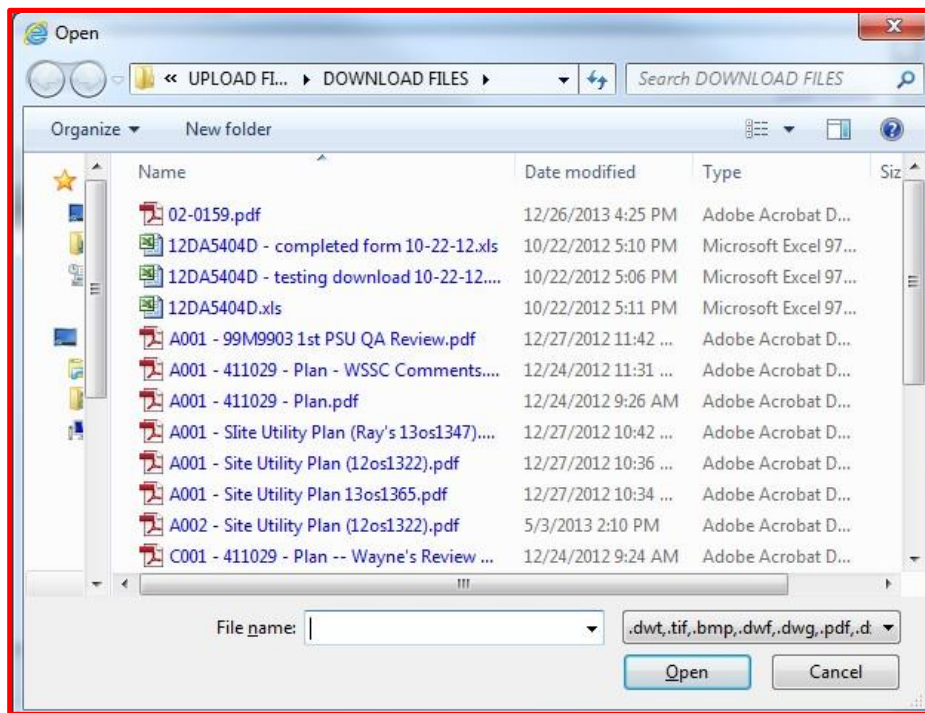 Open
« UPLOAD FI... ▸ DOWNLOAD FILES ▸ Search DOWNLOAD FILES
Organize ▾ New folder
Name Date modified Type Siz
02-0159.pdf 12/26/2013 4:25 PM Adobe Acrobat D...
12DA5404D - completed form 10-22-12.xls 10/22/2012 5:10 PM Microsoft Excel 97...
12DA5404D - testing download 10-22-12.... 10/22/2012 5:06 PM Microsoft Excel 97...
12DA5404D.xls 10/22/2012 5:11 PM Microsoft Excel 97...
A001 - 99M9903 1st PSU QA Review.pdf 12/27/2012 11:42 ... Adobe Acrobat D...
A001 - 411029 - Plan - WSSC Comments.... 12/24/2012 11:31 ... Adobe Acrobat D...
A001 - 411029 - Plan.pdf 12/24/2012 9:26 AM Adobe Acrobat D...
A001 - SIite Utility Plan (Ray's 13os1347).... 12/27/2012 10:42 ... Adobe Acrobat D...
A001 - Site Utility Plan (12os1322).pdf 12/27/2012 10:36 ... Adobe Acrobat D...
A001 - Site Utility Plan 13os1365.pdf 12/27/2012 10:34 ... Adobe Acrobat D...
A002 - Site Utility Plan (12os1322).pdf 5/3/2013 2:10 PM Adobe Acrobat D...
C001 - 411029 - Plan -- Wayne's Review ... 12/24/2012 9:24 AM Adobe Acrobat D...
File name: .dwt,.tif,.bmp,.dwf,.dwg,.pdf,.d
Open Cancel